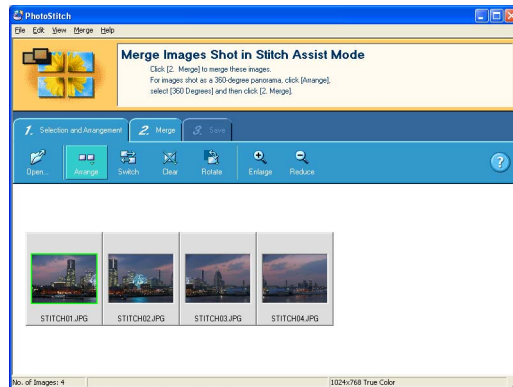 PhotoStitch
File Edit View Merge Help
Merge Images Shot in Stitch Assist Mode
Click [2. Merge] to merge these images.
For images shot as a 360-degree panorama, click [Arrange],
select [360 Degrees] and then click [2. Merge].
1. Selection and Arrangement 2. Merge 3. Save
Open... Arrange Switch Clear Rotate Enlarge Reduce ?
STITCH01.JPG STITCH02.JPG STITCH03.JPG STITCH04.JPG
No. of Images: 4 1024x768 True Color